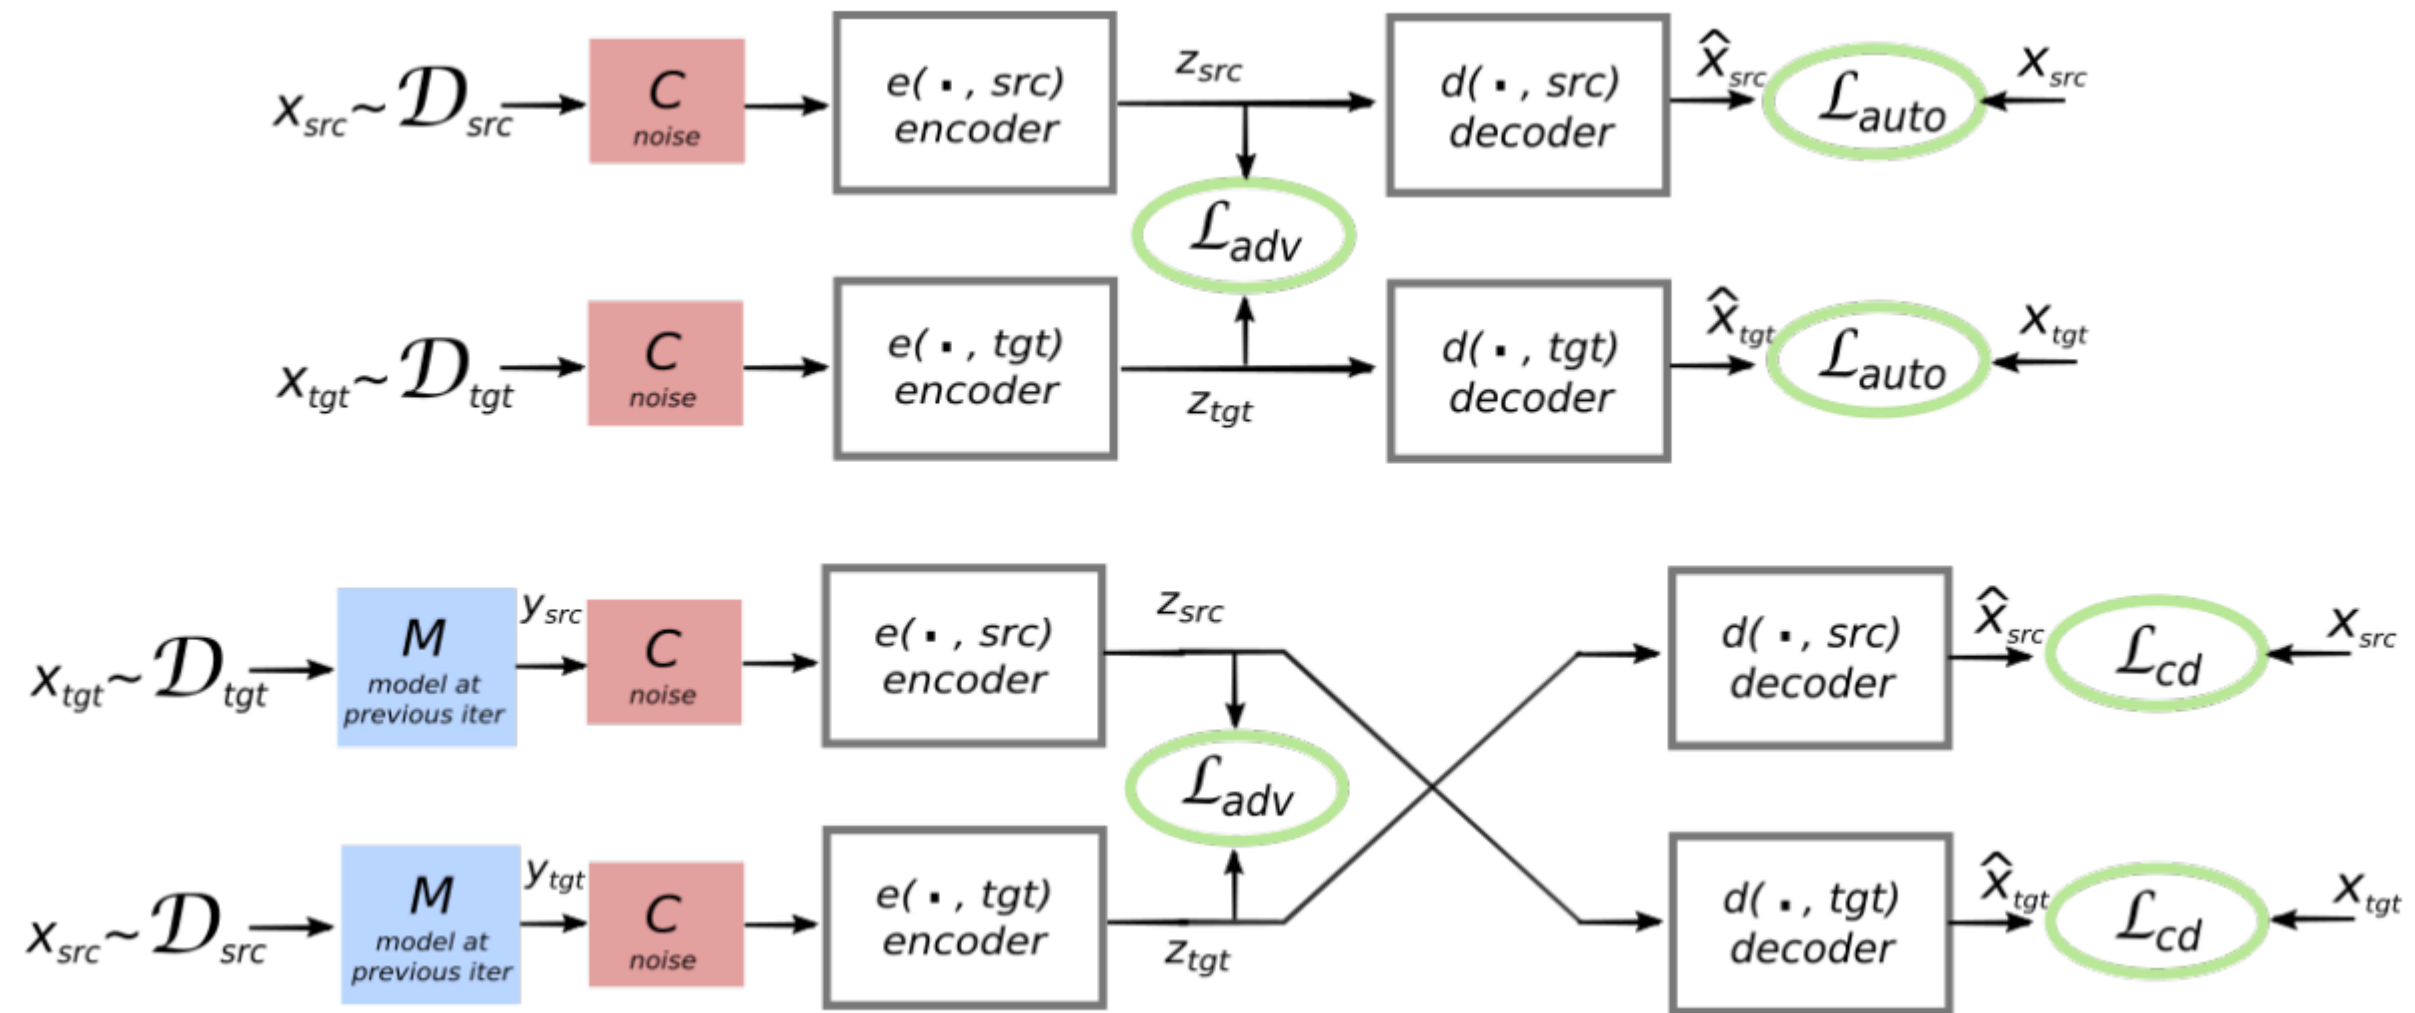 x_src ~ 𝒟_src
C
noise
e( · , src)
encoder
z_src
d( · , src)
decoder
x̂_src
ℒ_auto
x_src
ℒ_adv
x_tgt ~ 𝒟_tgt
C
noise
e( · , tgt)
encoder
z_tgt
d( · , tgt)
decoder
x̂_tgt
ℒ_auto
x_tgt
x_tgt ~ 𝒟_tgt
M
model at
previous iter
y_src
C
noise
e( · , src)
encoder
z_src
d( · , src)
decoder
x̂_src
ℒ_cd
x_src
ℒ_adv
x_src ~ 𝒟_src
M
model at
previous iter
y_tgt
C
noise
e( · , tgt)
encoder
z_tgt
d( · , tgt)
decoder
x̂_tgt
ℒ_cd
x_tgt